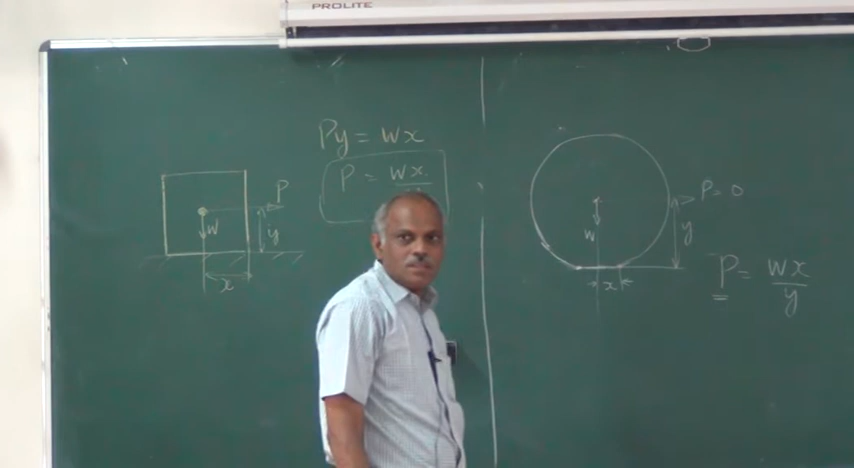 PROLITE
Py = Wx
P = Wx
P
W
y
x
P = 0
W
y
x
P = Wx
y